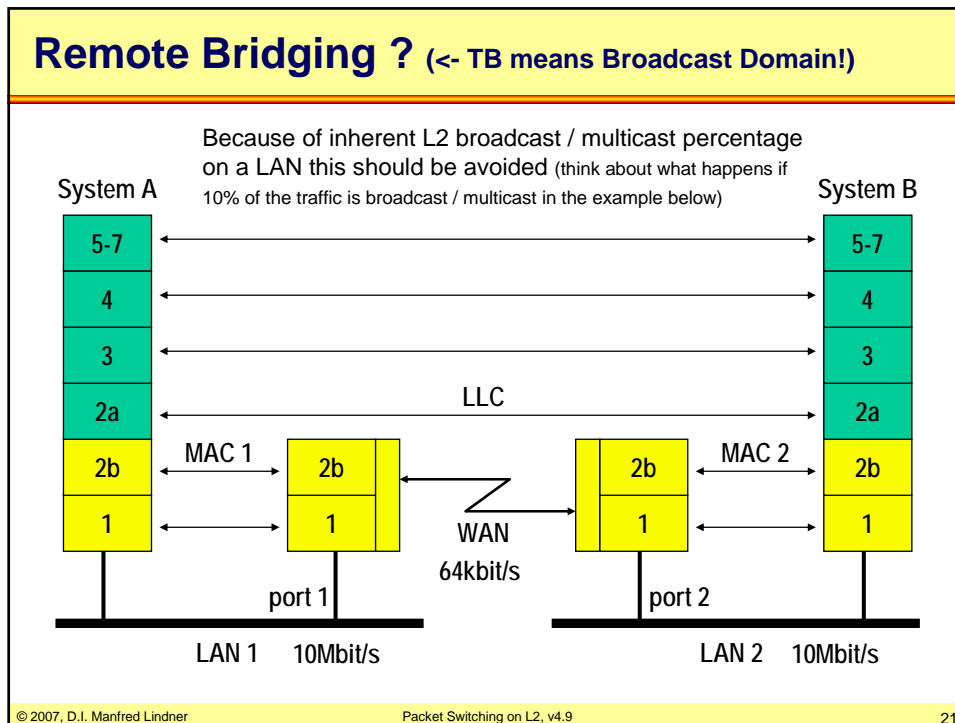 Remote Bridging ? (<- TB means Broadcast Domain!)
Because of inherent L2 broadcast / multicast percentage
on a LAN this should be avoided (think about what happens if
10% of the traffic is broadcast / multicast in the example below)
System A
System B
5-7
5-7
4
4
3
3
2a
LLC
2a
2b
MAC 1
2b
2b
MAC 2
2b
1
1
WAN
1
1
64kbit/s
port 1
port 2
LAN 1 10Mbit/s
LAN 2 10Mbit/s
© 2007, D.I. Manfred Lindner
Packet Switching on L2, v4.9
21